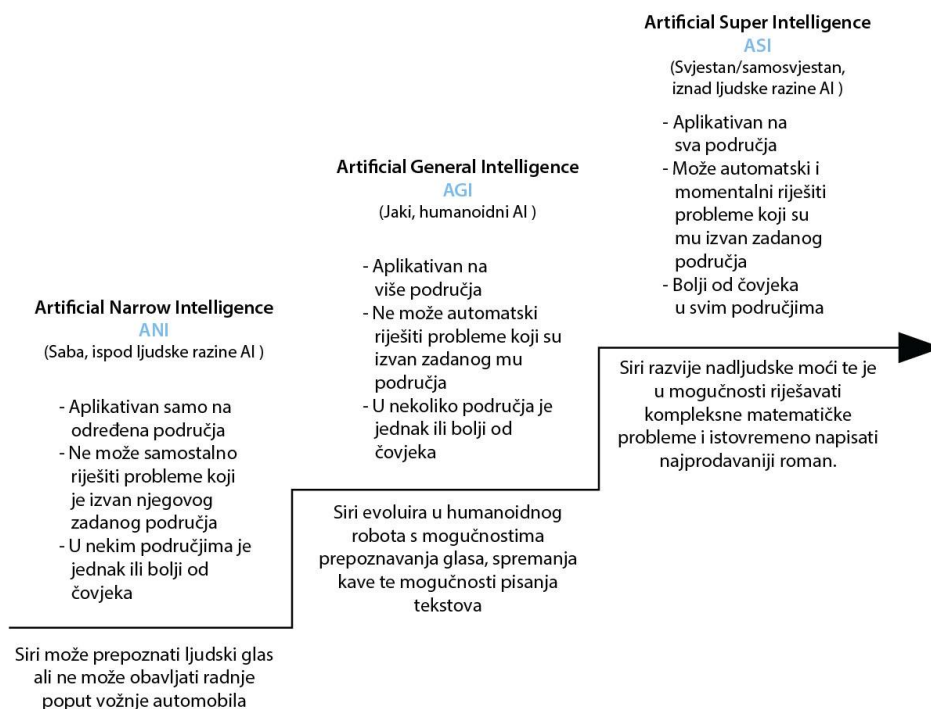 Artificial Super Intelligence
ASI
(Svjestan/samosvjestan,
iznad ljudske razine AI )
- Aplikativan na
sva područja
- Može automatski i
momentalni riješiti
probleme koji su
mu izvan zadanog
područja
- Bolji od čovjeka
u svim područjima
Artificial General Intelligence
AGI
(Jaki, humanoidni AI )
- Aplikativan na
više područja
- Ne može automatski
riješiti probleme koji su
izvan zadanog mu
područja
- U nekoliko područja je
jednak ili bolji od
čovjeka
Artificial Narrow Intelligence
ANI
(Saba, ispod ljudske razine AI )
- Aplikativan samo na
određena područja
- Ne može samostalno
riješiti probleme koji
je izvan njegovog
zadanog područja
- U nekim područjima je
jednak ili bolji od
čovjeka
Siri može prepoznati ljudski glas
ali ne može obavljati radnje
poput vožnje automobila
Siri evoluira u humanoidnog
robota s mogučnostima
prepoznavanja glasa, spremanja
kave te mogučnosti pisanja
tekstova
Siri razvije nadljudske moći te je
u mogučnosti riješavati
kompleksne matematičke
probleme i istovremeno napisati
najprodavaniji roman.